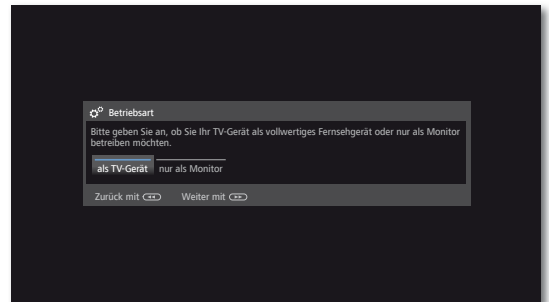 Betriebsart
Bitte geben Sie an, ob Sie Ihr TV-Gerät als vollwertiges Fernsehgerät oder nur als Monitor
betreiben möchten.
als TV-Gerät nur als Monitor
Zurück mit Weiter mit